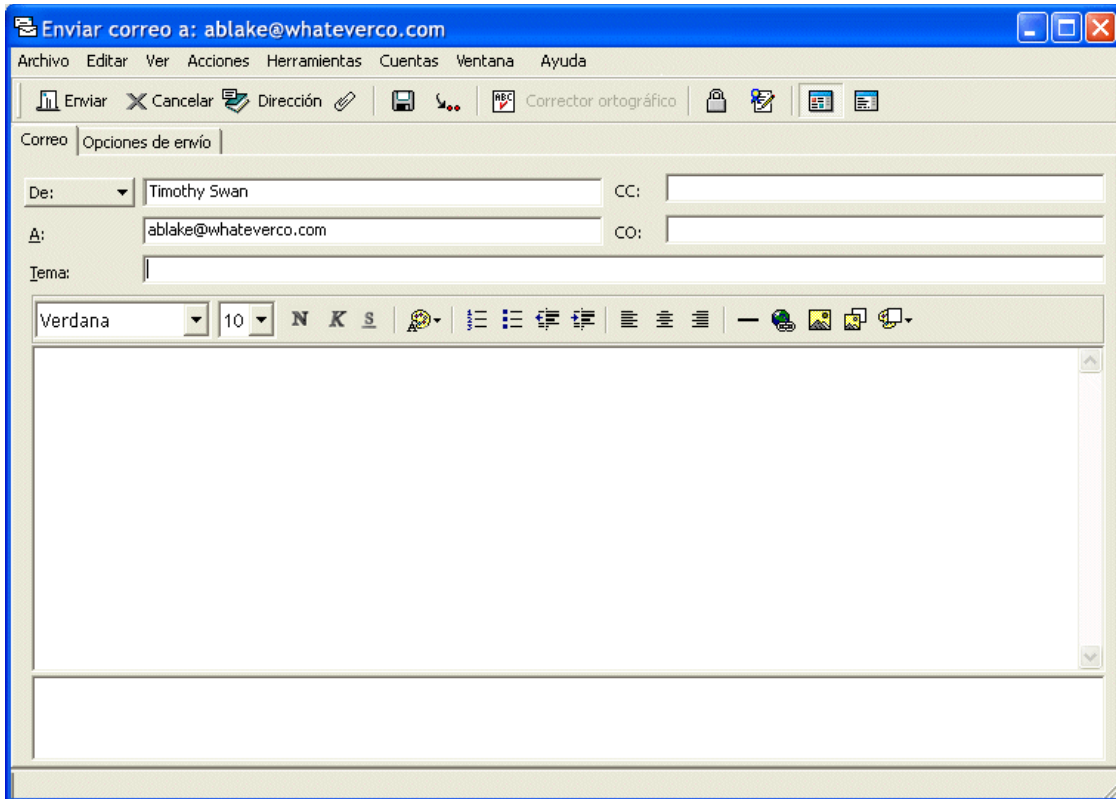 Enviar correo a: ablake@whateverco.com
Archivo Editar Ver Acciones Herramientas Cuentas Ventana Ayuda
Enviar Cancelar Dirección ABC Corrector ortográfico
Correo Opciones de envío
De: Timothy Swan CC:
A: ablake@whateverco.com CO:
Tema:
Verdana 10 N K S